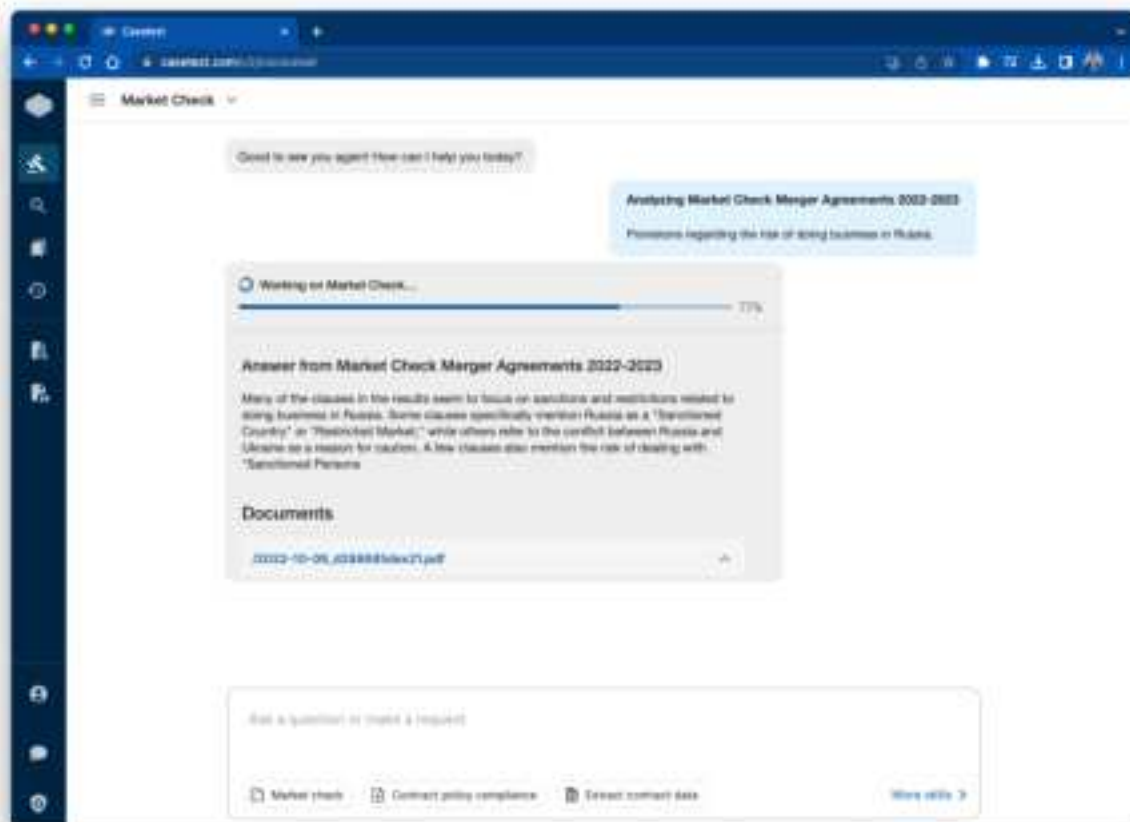 Casetext
casetext.com
Market Check
Good to see you again! How can I help you today?
Analyzing Market Check Merger Agreements 2022-2023
Provisions regarding the risk of doing business in Russia.
Working on Market Check...
77%
Answer from Market Check Merger Agreements 2022-2023
Many of the clauses in the results seem to focus on sanctions and restrictions related to
doing business in Russia. Some clauses specifically mention Russia as a "Sanctioned
Country" or "Restricted Market," while others refer to the conflict between Russia and
Ukraine as a reason for caution. A few clauses also mention the risk of dealing with
"Sanctioned Persons
Documents
Ask a question or make a request
Market check
Contract policy compliance
Extract contract data
More skills